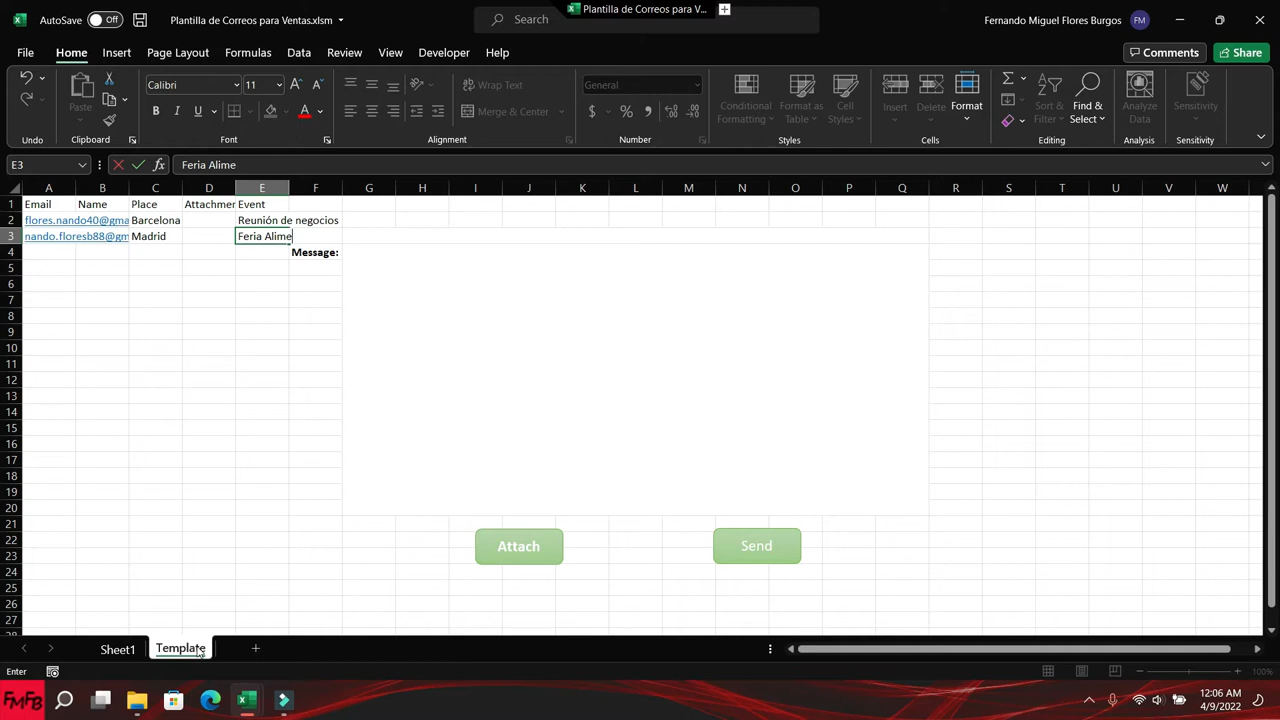 AutoSave Off Plantilla de Correos para Ventas.xlsm Search Plantilla de Correos para V... Fernando Miguel Flores Burgos FM
File Home Insert Page Layout Formulas Data Review View Developer Help Comments Share
Calibri 11 Wrap Text General
Paste Merge & Center $ % Conditional Formatting Format as Table Cell Styles Insert Delete Format Σ Sort & Filter Find & Select Analyze Data Sensitivity
Undo Clipboard Font Alignment Number Styles Cells Editing Analysis Sensitivity
E3 fx Feria Alime
A B C D E F G H I J K L M N O P Q R S T U V W
1 Email Name Place Attachmer Event
2 flores.nando40@gma Barcelona Reunión de negocios
3 nando.floresb88@gm Madrid Feria Alime
4 Message:
5
6
7
8
9
10
11
12
13
14
15
16
17
18
19
20
21
22
23
24
25
26
27
28
Attach Send
Sheet1 Template
Enter 100%
FMFB 12:06 AM
4/9/2022